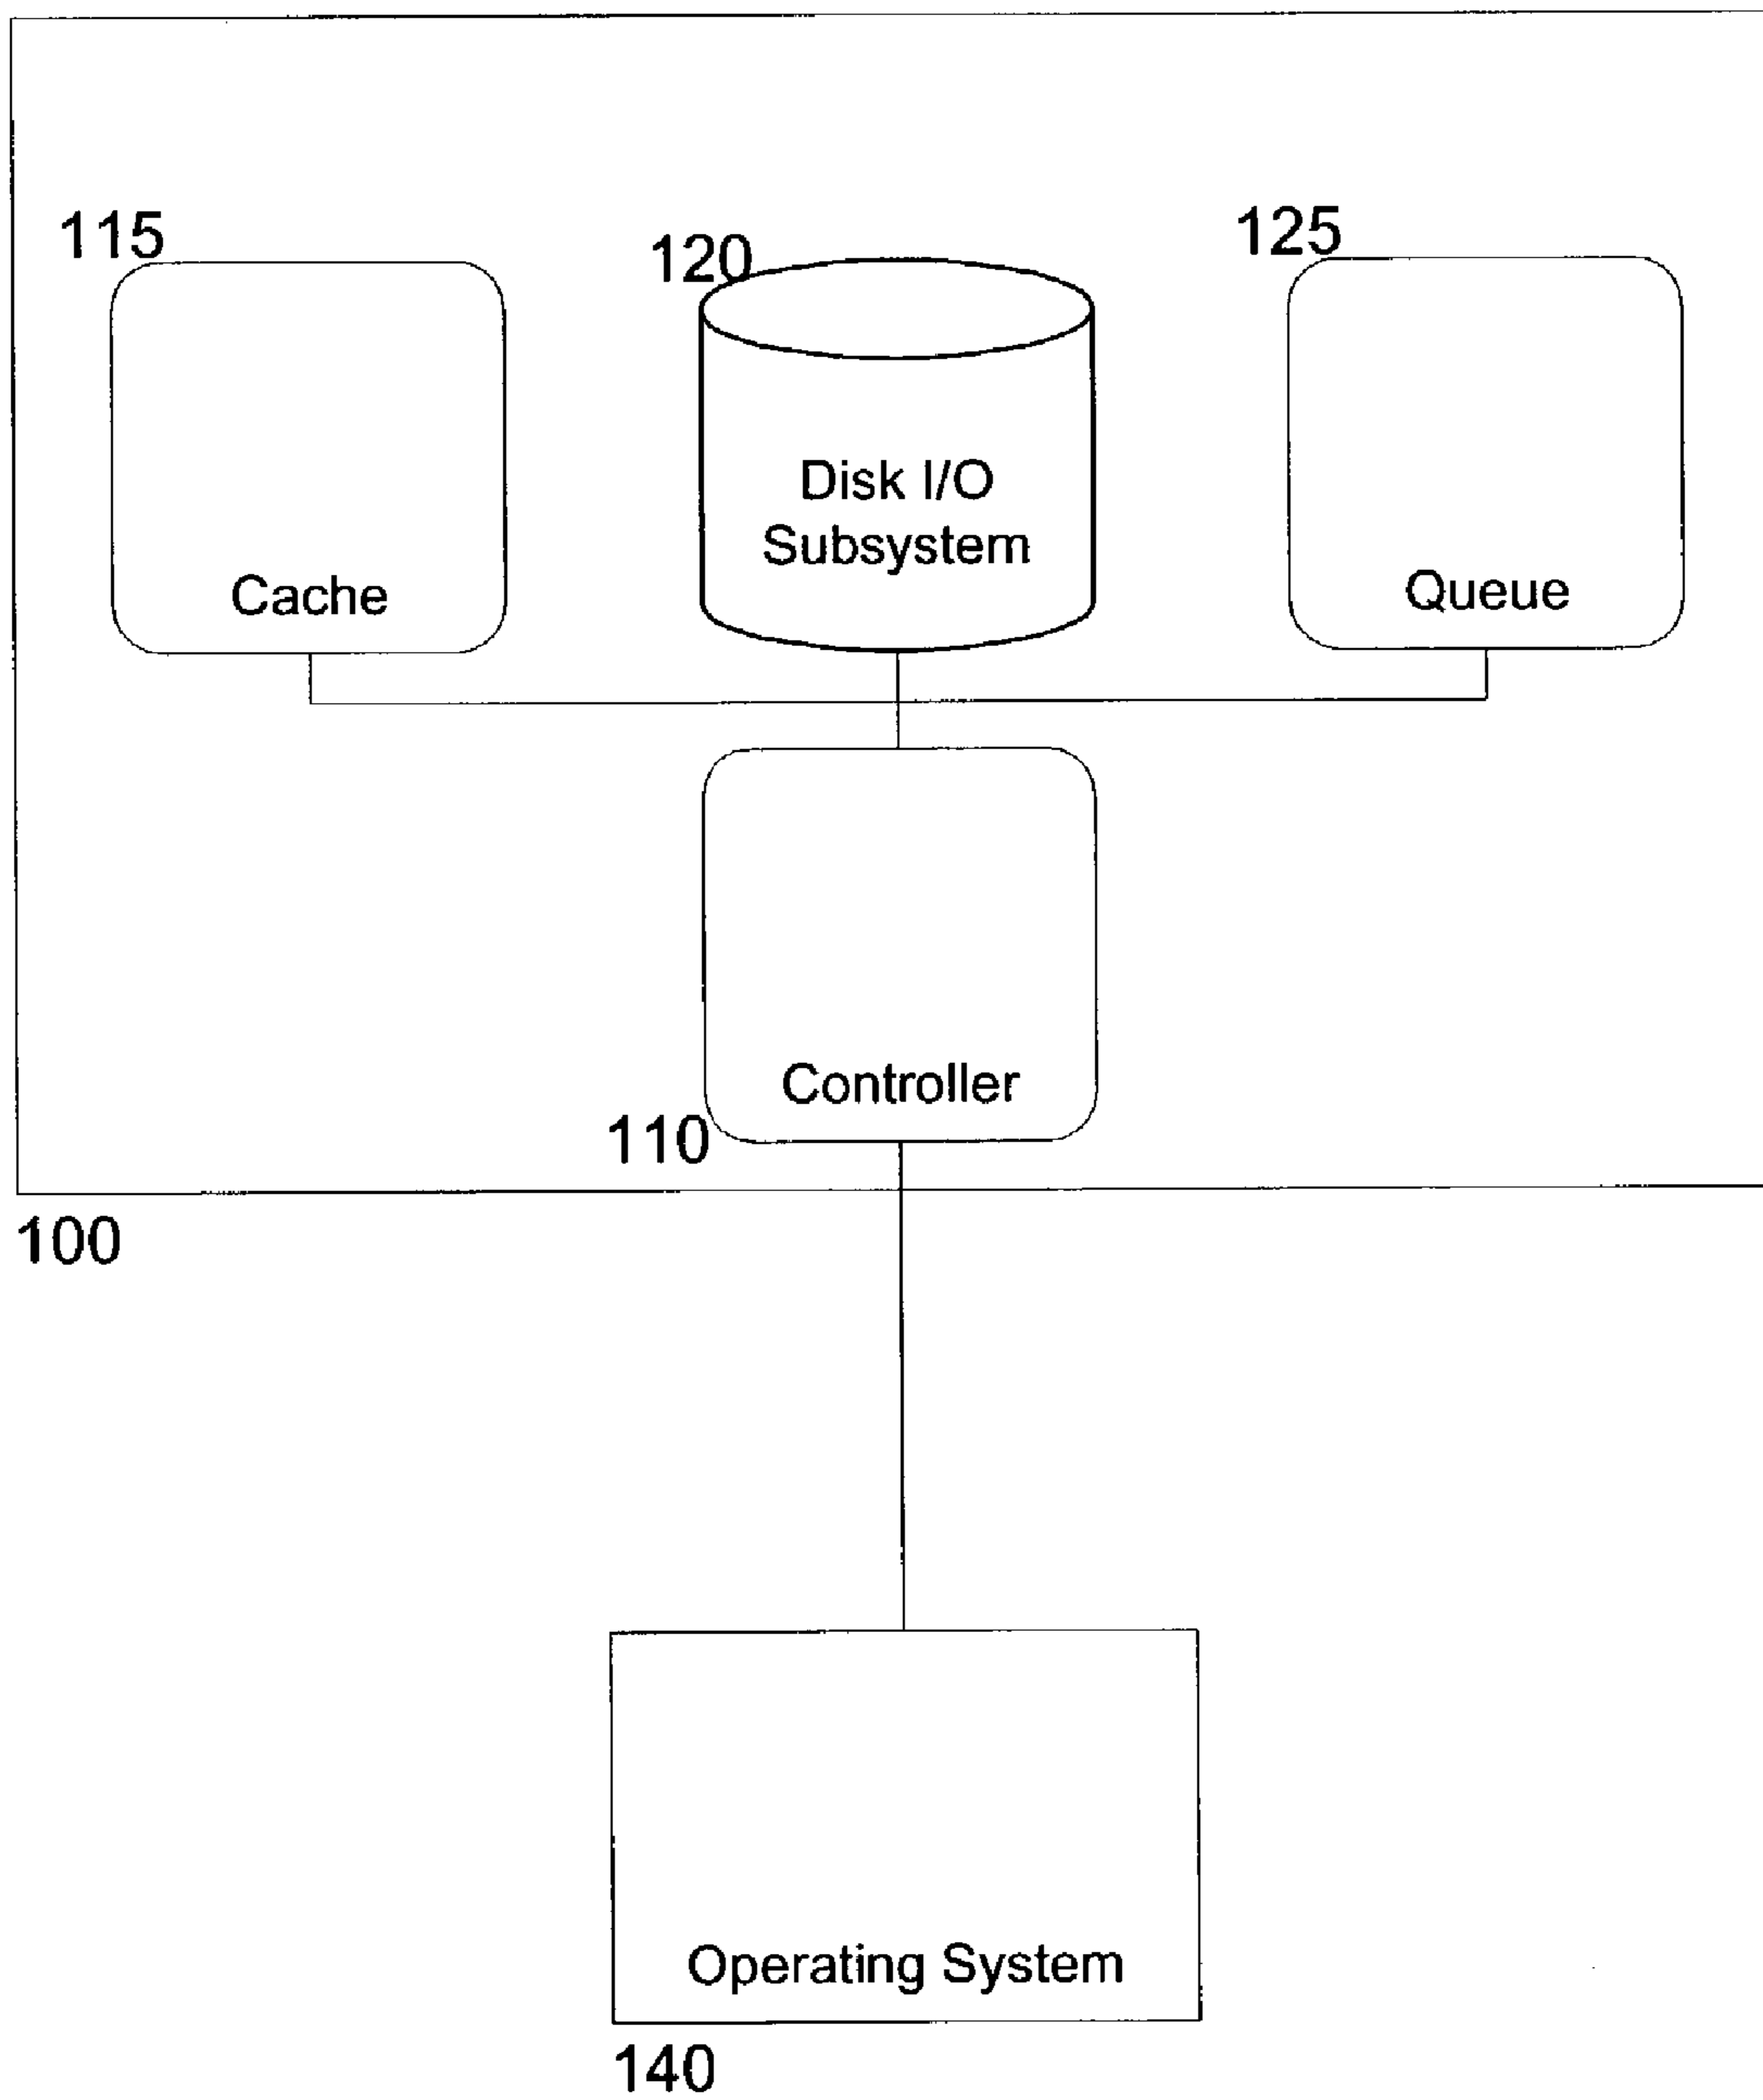 115
120
125
Disk I/O
Subsystem
Cache
Queue
Controller
110
100
Operating System
140